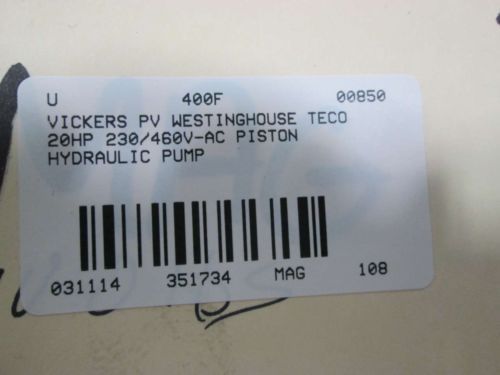 U 400F 00850
VICKERS PV WESTINGHOUSE TECO
20HP 230/460V-AC PISTON
HYDRAULIC PUMP
031114 351734 MAG 108